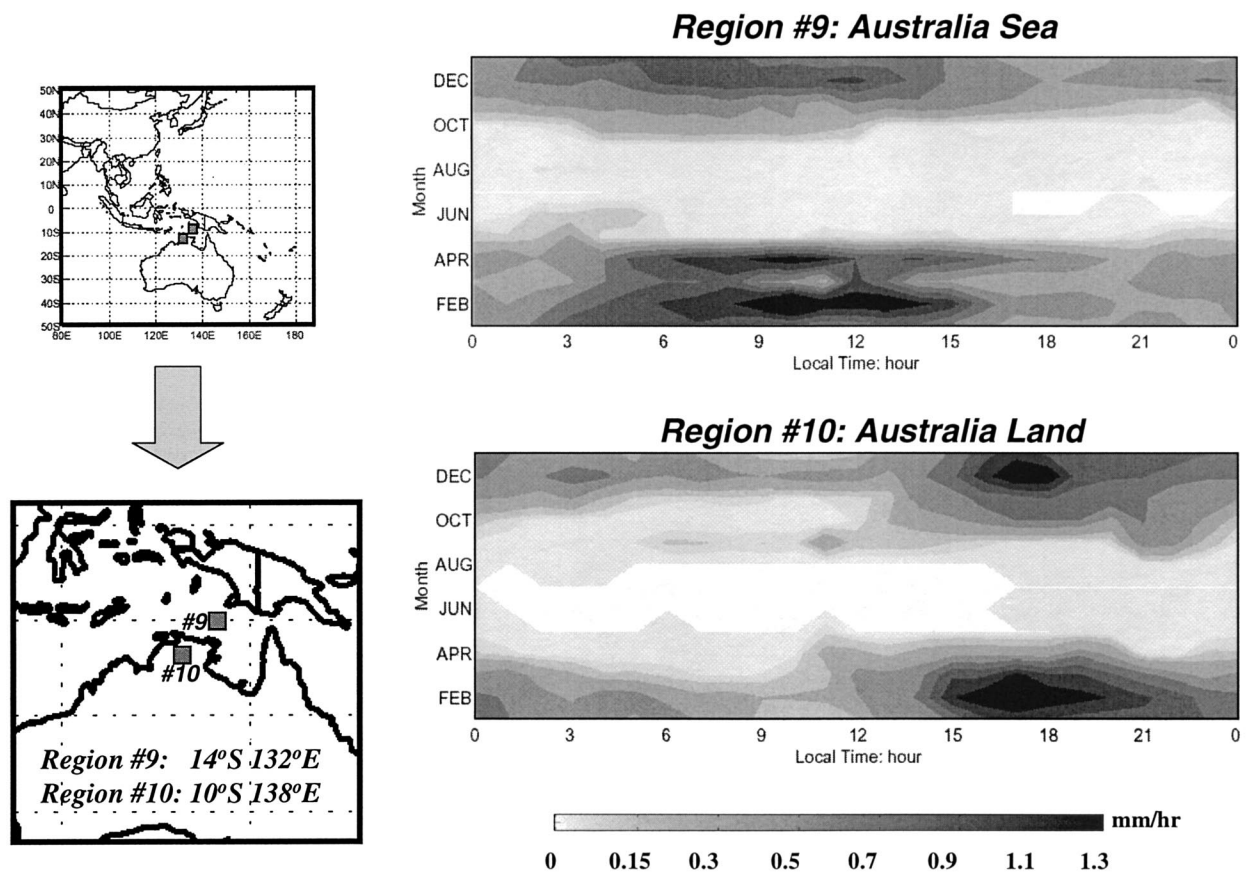 Region #9: Australia Sea
50N
40N
30N
20N
10N
0
10S
20S
30S
40S
50S
80E 100E 120E 140E 160E 180
DEC
OCT
AUG
JUN
APR
FEB
Month
0 3 6 9 12 15 18 21 0
Local Time: hour
Region #10: Australia Land
DEC
OCT
AUG
JUN
APR
FEB
Month
0 3 6 9 12 15 18 21 0
Local Time: hour
#9
#10
Region #9: 14ºS 132ºE
Region #10: 10ºS 138ºE
mm/hr
0 0.15 0.3 0.5 0.7 0.9 1.1 1.3